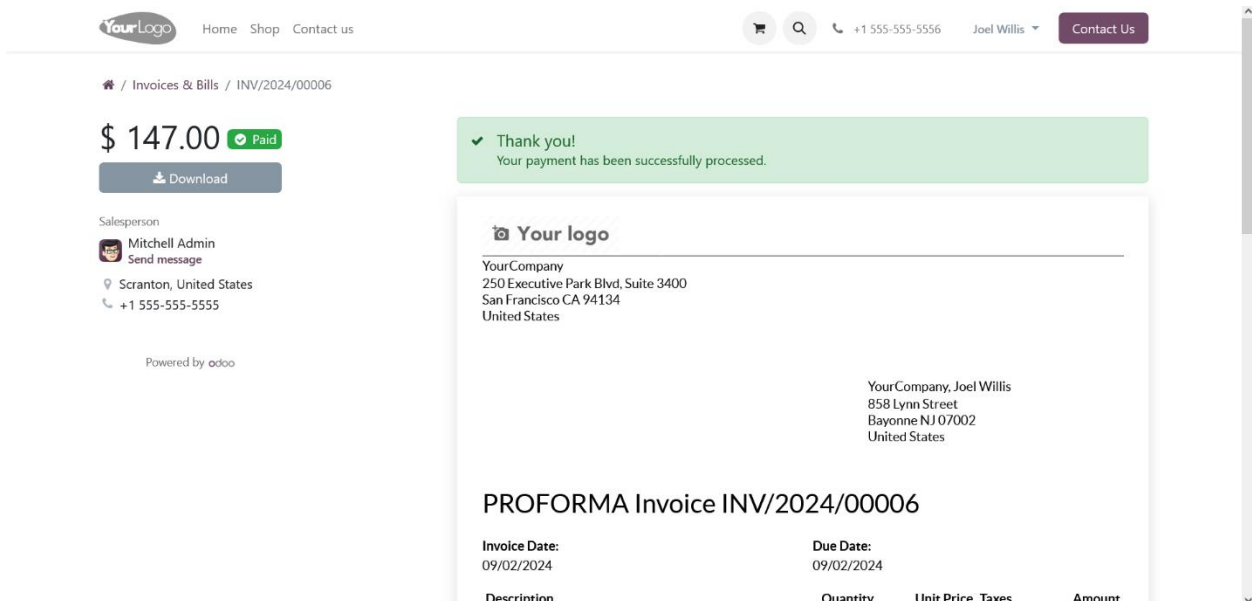 YourLogo
Home Shop Contact us
+1 555-555-5556
Joel Willis
Contact Us
/ Invoices & Bills / INV/2024/00006
$ 147.00 Paid
Download
Salesperson
Mitchell Admin
Send message
Scranton, United States
+1 555-555-5555
Powered by odoo
Thank you!
Your payment has been successfully processed.
Your logo
YourCompany
250 Executive Park Blvd, Suite 3400
San Francisco CA 94134
United States
YourCompany, Joel Willis
858 Lynn Street
Bayonne NJ 07002
United States
PROFORMA Invoice INV/2024/00006
Invoice Date: Due Date:
09/02/2024 09/02/2024
Description Quantity Unit Price Taxes Amount